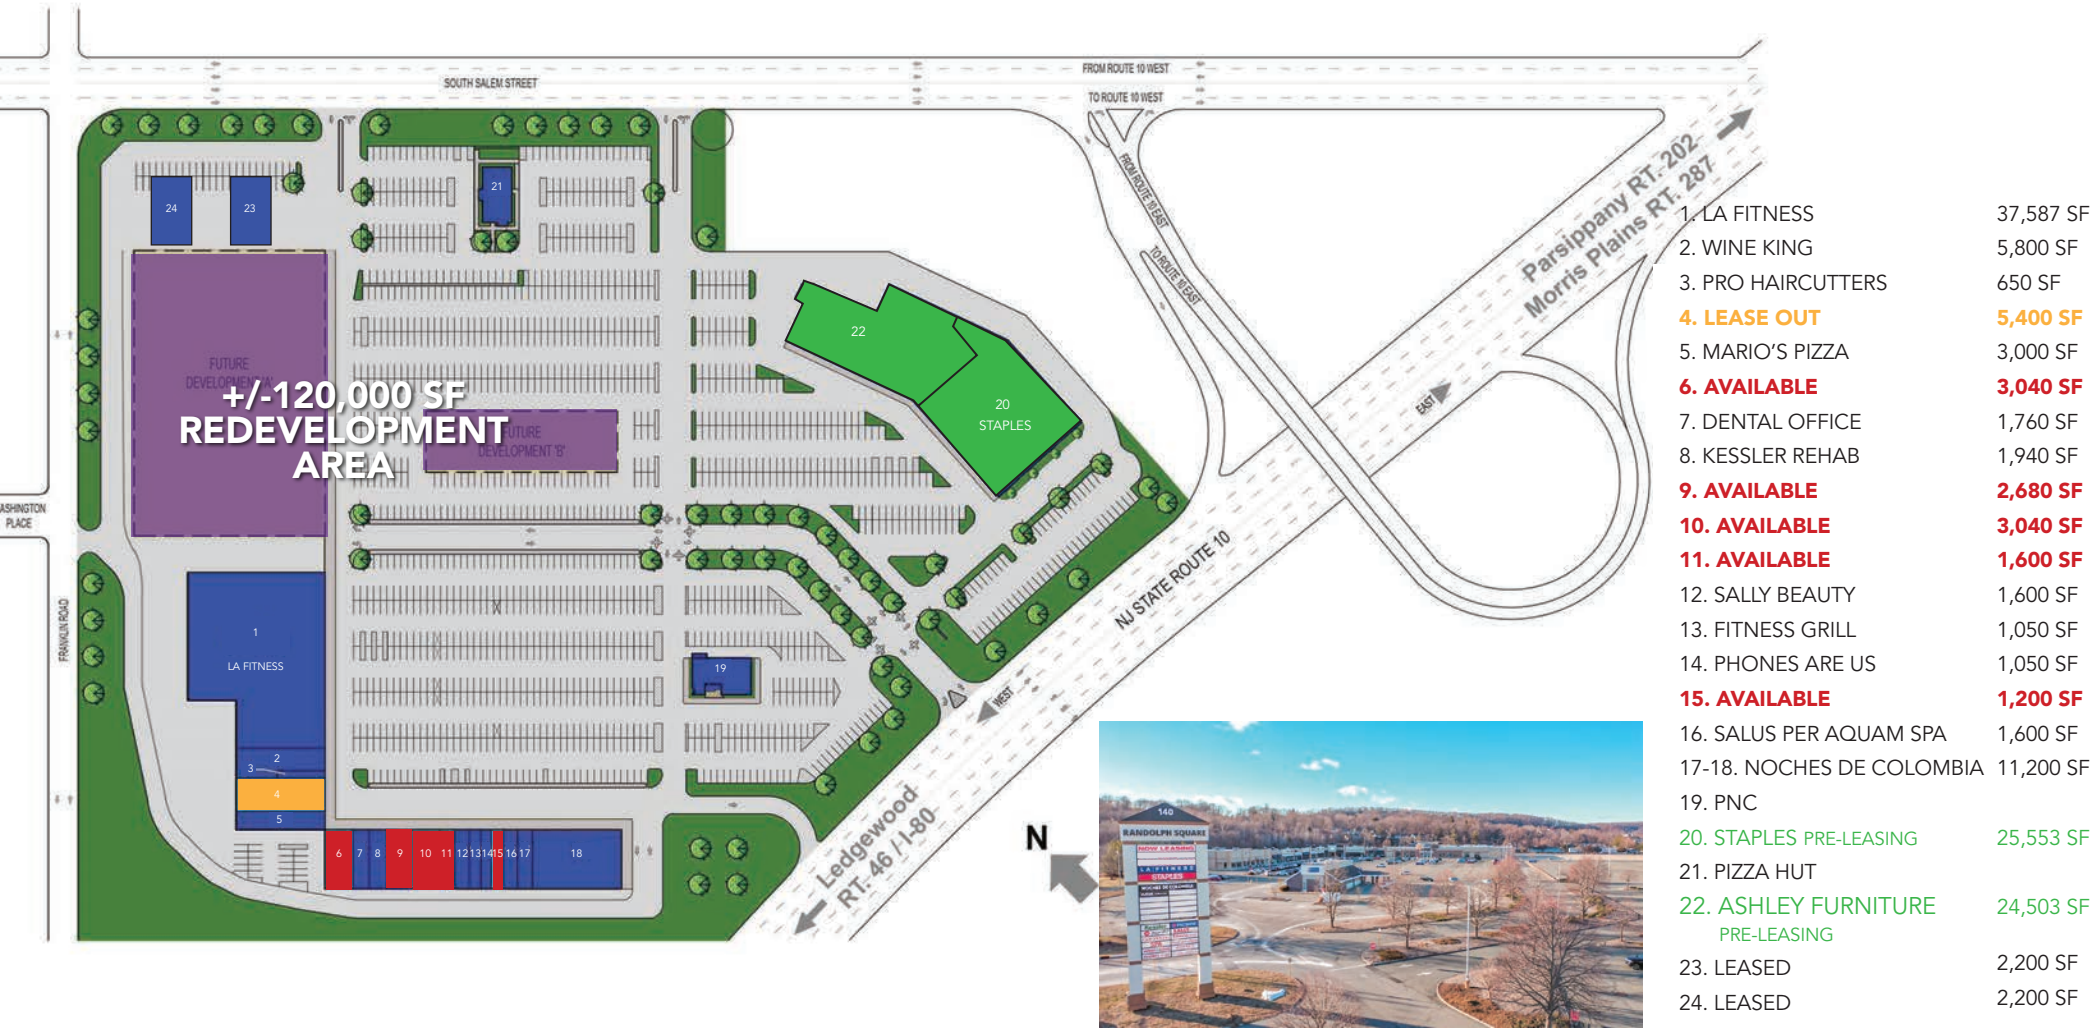 SOUTH SALEM STREET
FROM ROUTE 10 WEST
TO ROUTE 10 WEST
FROM ROUTE 10 EAST
TO ROUTE 10 EAST
Parsippany RT. 202
Morris Plains RT. 287
24
23
21
22
20
STAPLES
FUTURE
DEVELOPMENT 'A'
+/-120,000 SF
REDEVELOPMENT
AREA
FUTURE
DEVELOPMENT 'B'
EAST
PLACE
FRANKLIN ROAD
NJ STATE ROUTE 10
WEST
1
LA FITNESS
19
2
3
4
5
6
7
8
9
10
11
12
13
14
15
16
17
18
Ledgewood
RT. 46 / I-80
N
140
RANDOLPH SQUARE
NOW LEASING
LA FITNESS
STAPLES
NOCHES DE COLOMBIA
1. LA FITNESS 37,587 SF
2. WINE KING 5,800 SF
3. PRO HAIRCUTTERS 650 SF
4. LEASE OUT 5,400 SF
5. MARIO'S PIZZA 3,000 SF
6. AVAILABLE 3,040 SF
7. DENTAL OFFICE 1,760 SF
8. KESSLER REHAB 1,940 SF
9. AVAILABLE 2,680 SF
10. AVAILABLE 3,040 SF
11. AVAILABLE 1,600 SF
12. SALLY BEAUTY 1,600 SF
13. FITNESS GRILL 1,050 SF
14. PHONES ARE US 1,050 SF
15. AVAILABLE 1,200 SF
16. SALUS PER AQUAM SPA 1,600 SF
17-18. NOCHES DE COLOMBIA 11,200 SF
19. PNC
20. STAPLES PRE-LEASING 25,553 SF
21. PIZZA HUT
22. ASHLEY FURNITURE 24,503 SF
PRE-LEASING
23. LEASED 2,200 SF
24. LEASED 2,200 SF